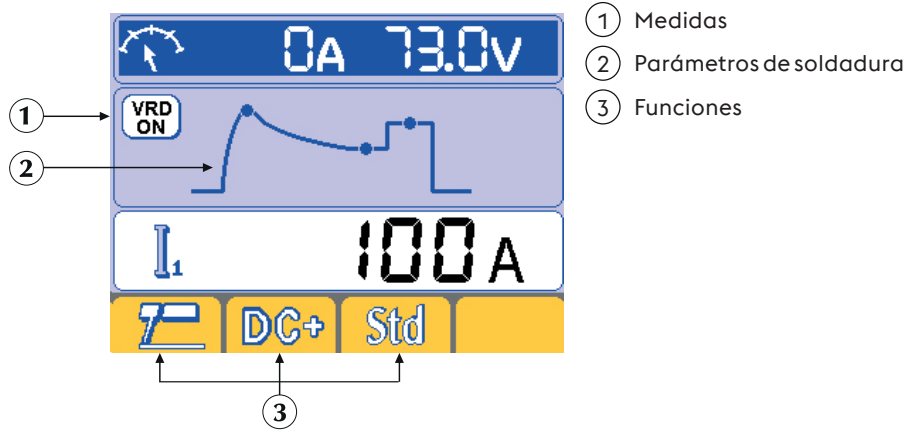 0A 73.0V
VRD
ON
1
2
I1 100 A
DC+ Std
3
1 Medidas
2 Parámetros de soldadura
3 Funciones